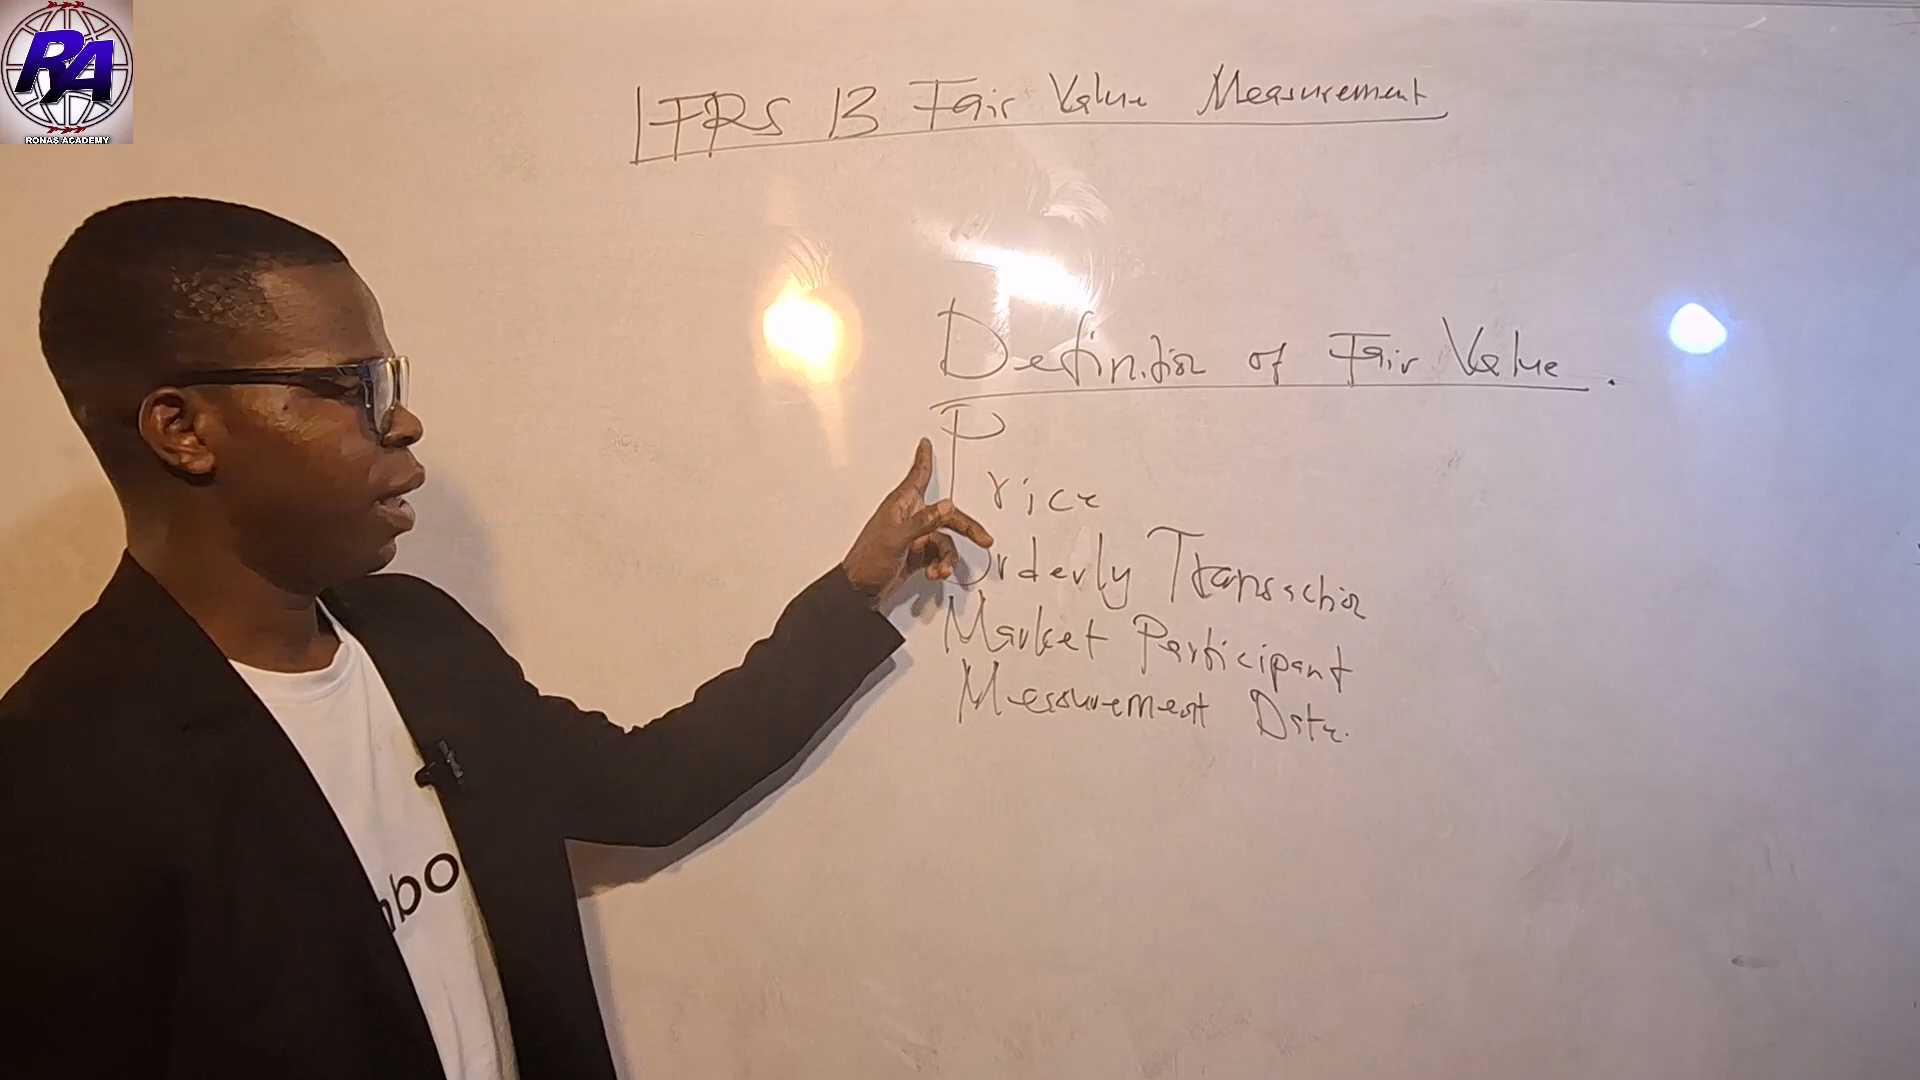 RA
RONAS ACADEMY
IFRS 13 Fair Value Measurement
Definition of Fair Value.
Price
Orderly Transaction
Market Participant
Measurement Date.
bo